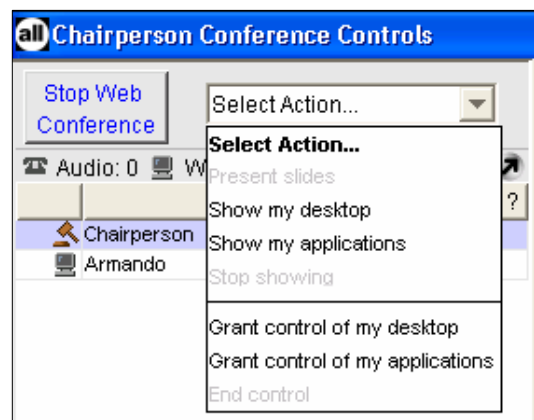 all Chairperson Conference Controls
Stop Web
Conference
Select Action...
Select Action...
Audio: 0 W
Present slides
?
Show my desktop
Chairperson
Show my applications
Armando
Stop showing
Grant control of my desktop
Grant control of my applications
End control